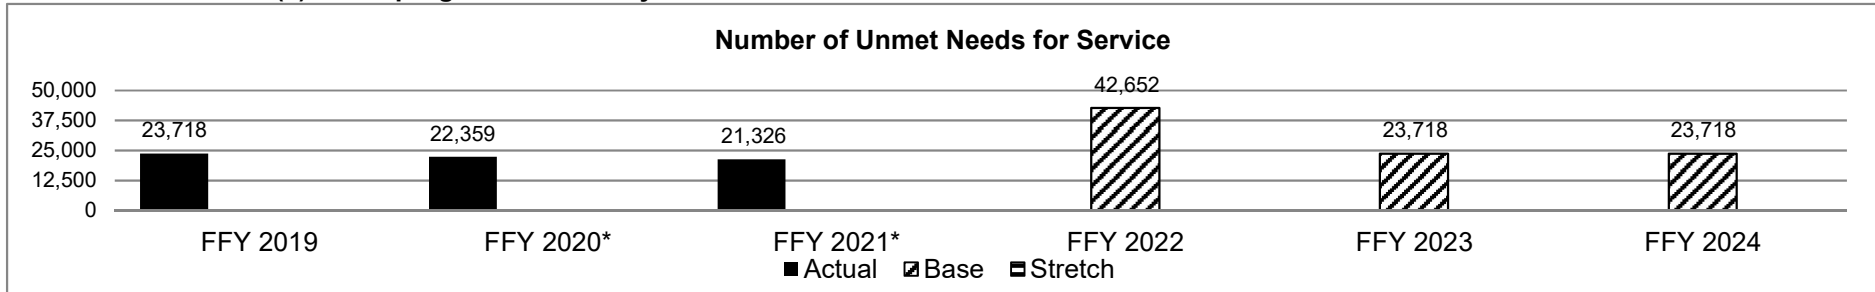 Number of Unmet Needs for Service
50,000
37,500
25,000
12,500
0
23,718
22,359
21,326
42,652
23,718
23,718
FFY 2019
FFY 2020*
FFY 2021*
FFY 2022
FFY 2023
FFY 2024
Actual Base Stretch